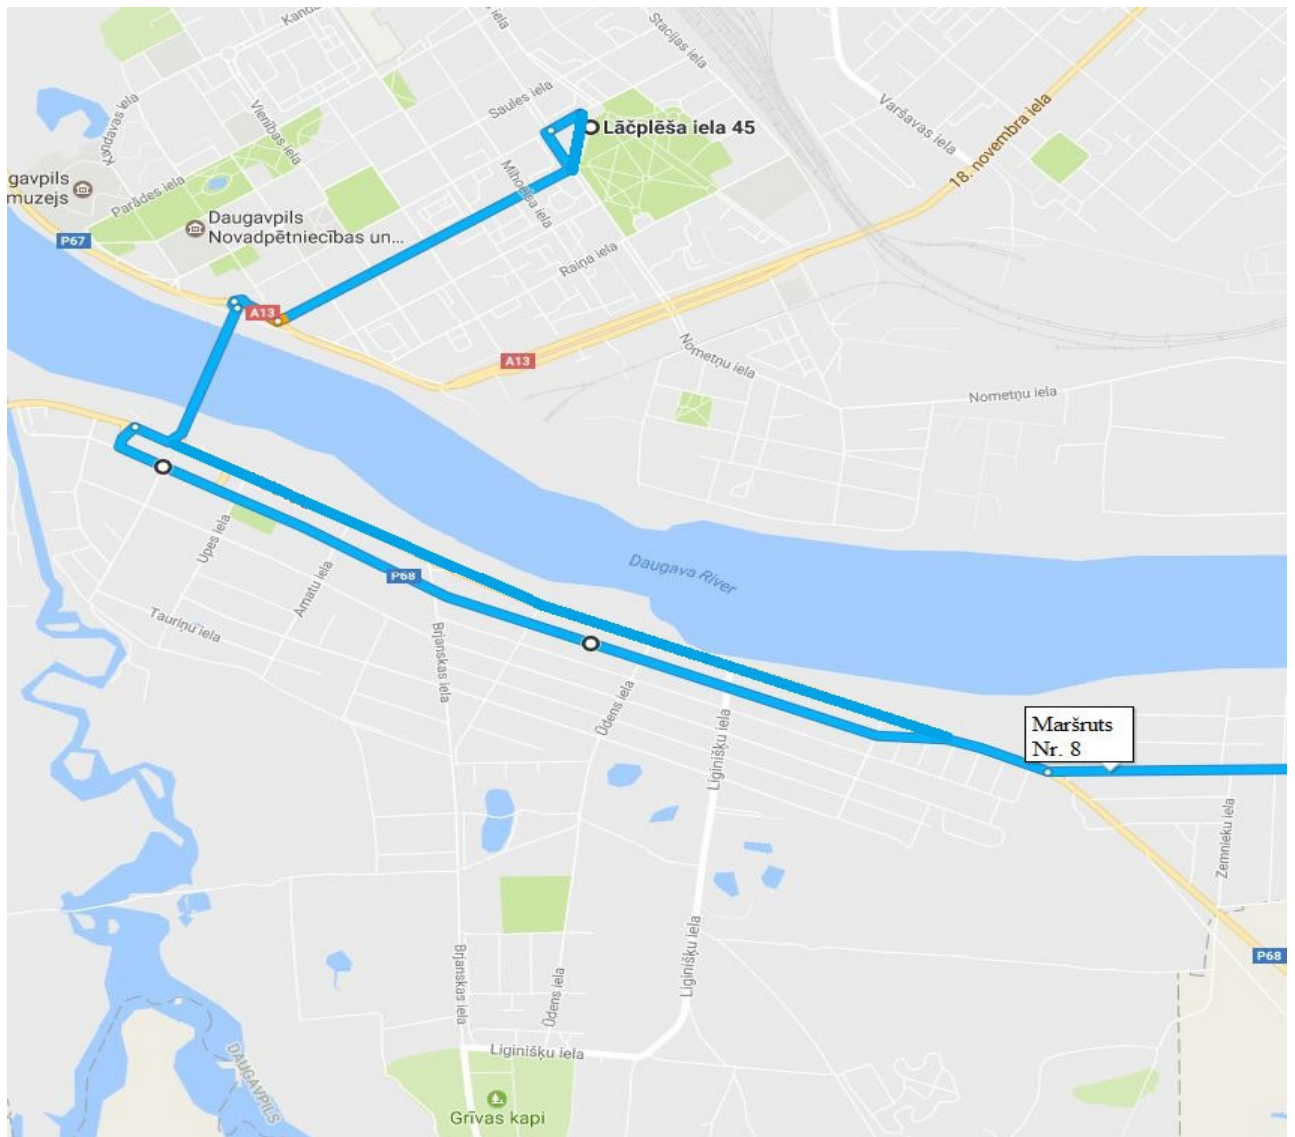 Stacijas iela
Saules iela
Kandavas iela
Vienības iela
Varšavas iela
Lāčplēša iela 45
18. novembra iela
gavpils
muzejs
Parādes iela
Mihoelsa iela
Daugavpils
Novadpētniecības un...
P67
Raiņa iela
A13
A13
Nometņu iela
Nometņu iela
Upes iela
Amatu iela
P68
Daugava River
Tauriņu iela
Brjanskas iela
Ūdens iela
Liginišķu iela
Maršruts
Nr. 8
Zemnieku iela
Brjanskas iela
Ūdens iela
Liginišķu iela
P68
Liginišķu iela
DAUGAVPILS
Grīvas kapi